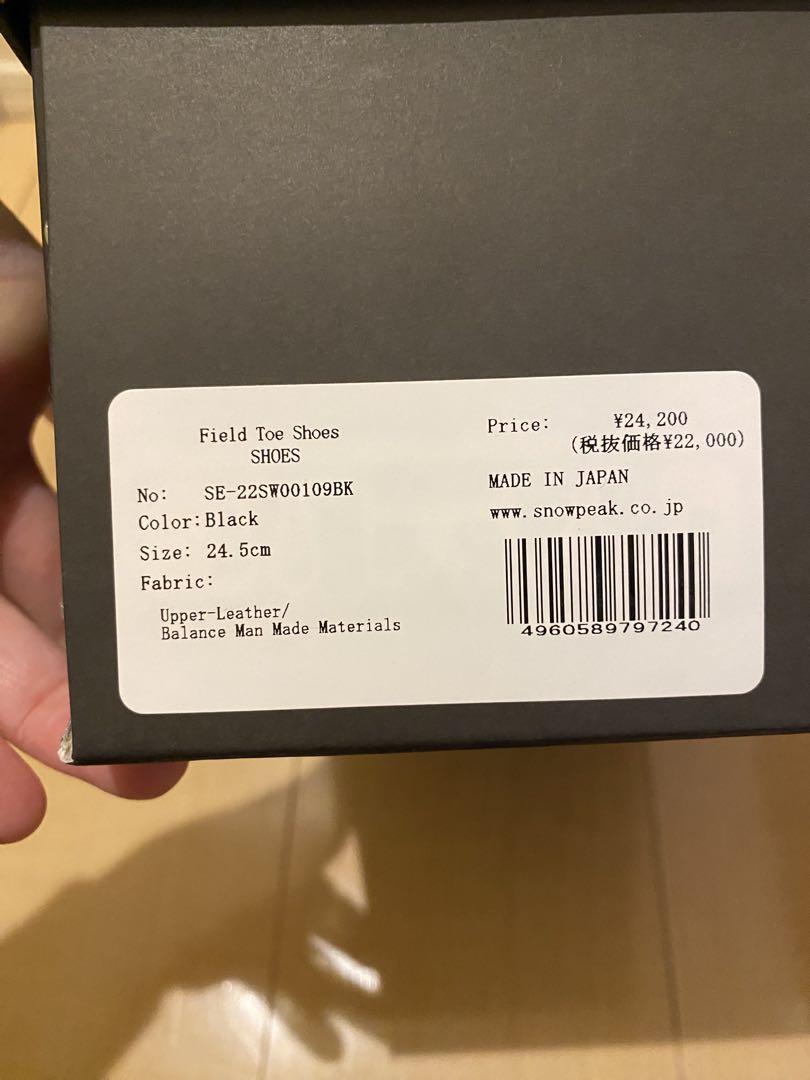 Field Toe Shoes
SHOES
No: SE-22SW00109BK
Color:Black
Size: 24.5cm
Fabric:
Upper-Leather/
Balance Man Made Materials
Price: ¥24,200
(税抜価格¥22,000)
MADE IN JAPAN
www.snowpeak.co.jp
4960589797240